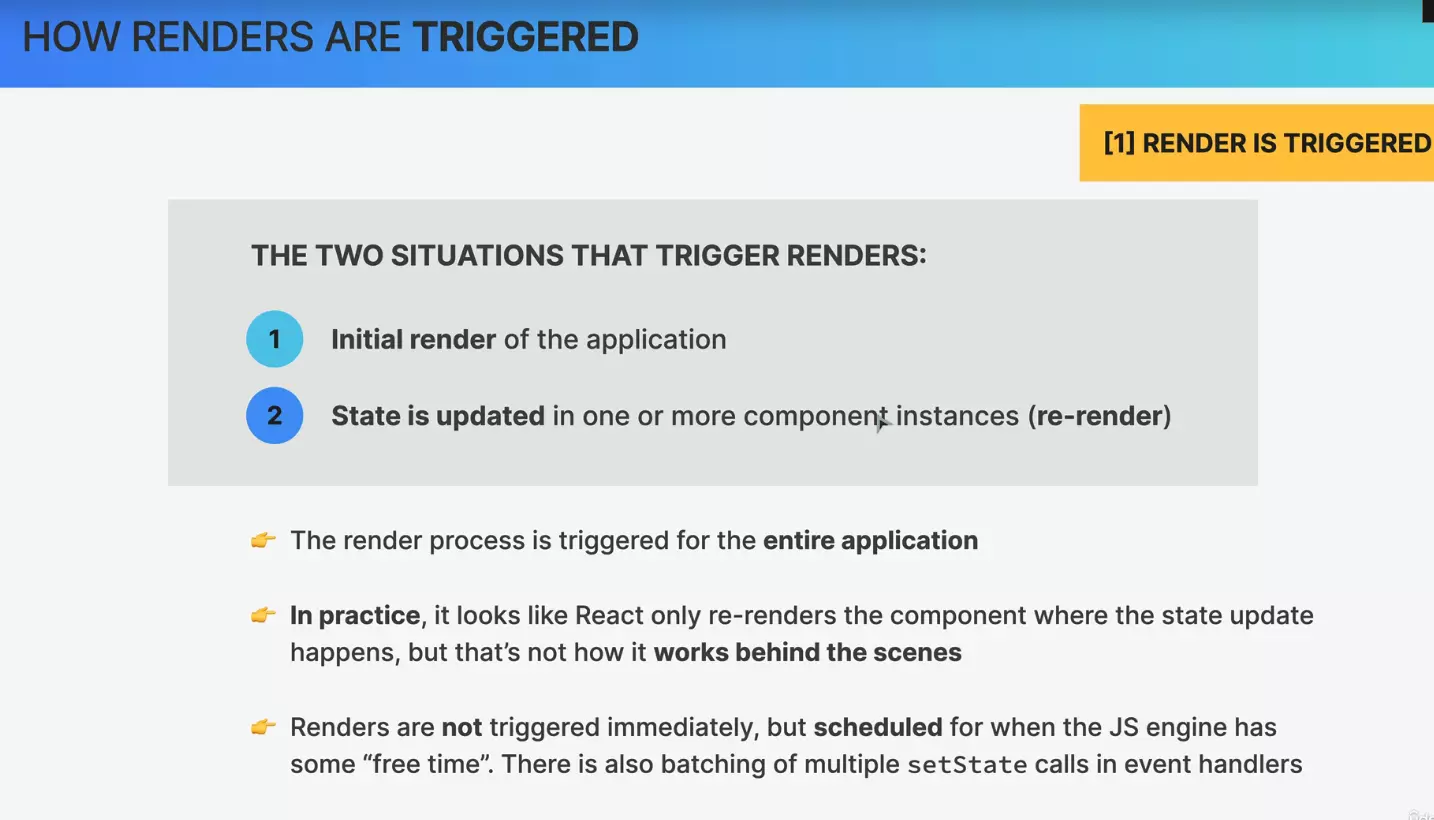 HOW RENDERS ARE TRIGGERED
[1] RENDER IS TRIGGERED
THE TWO SITUATIONS THAT TRIGGER RENDERS:
1 Initial render of the application
2 State is updated in one or more component instances (re-render)
👉 The render process is triggered for the entire application
👉 In practice, it looks like React only re-renders the component where the state update
happens, but that’s not how it works behind the scenes
👉 Renders are not triggered immediately, but scheduled for when the JS engine has
some “free time”. There is also batching of multiple setState calls in event handlers